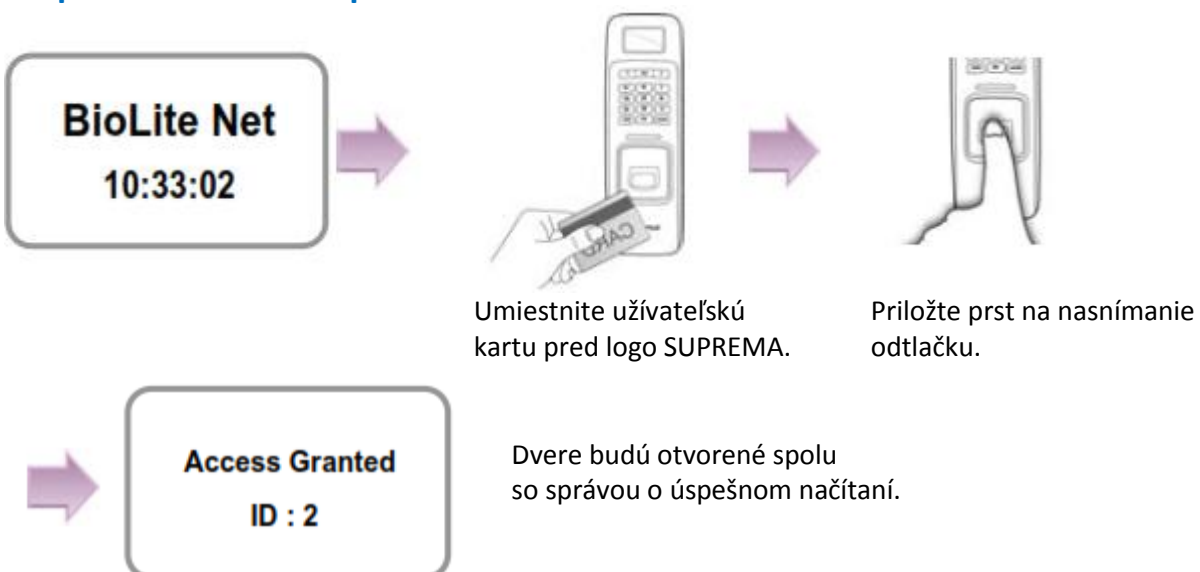 BioLite Net
10:33:02
CARD
Umiestnite užívateľskú
kartu pred logo SUPREMA.
Priložte prst na nasnímanie
odtlačku.
Access Granted
ID : 2
Dvere budú otvorené spolu
so správou o úspešnom načítaní.